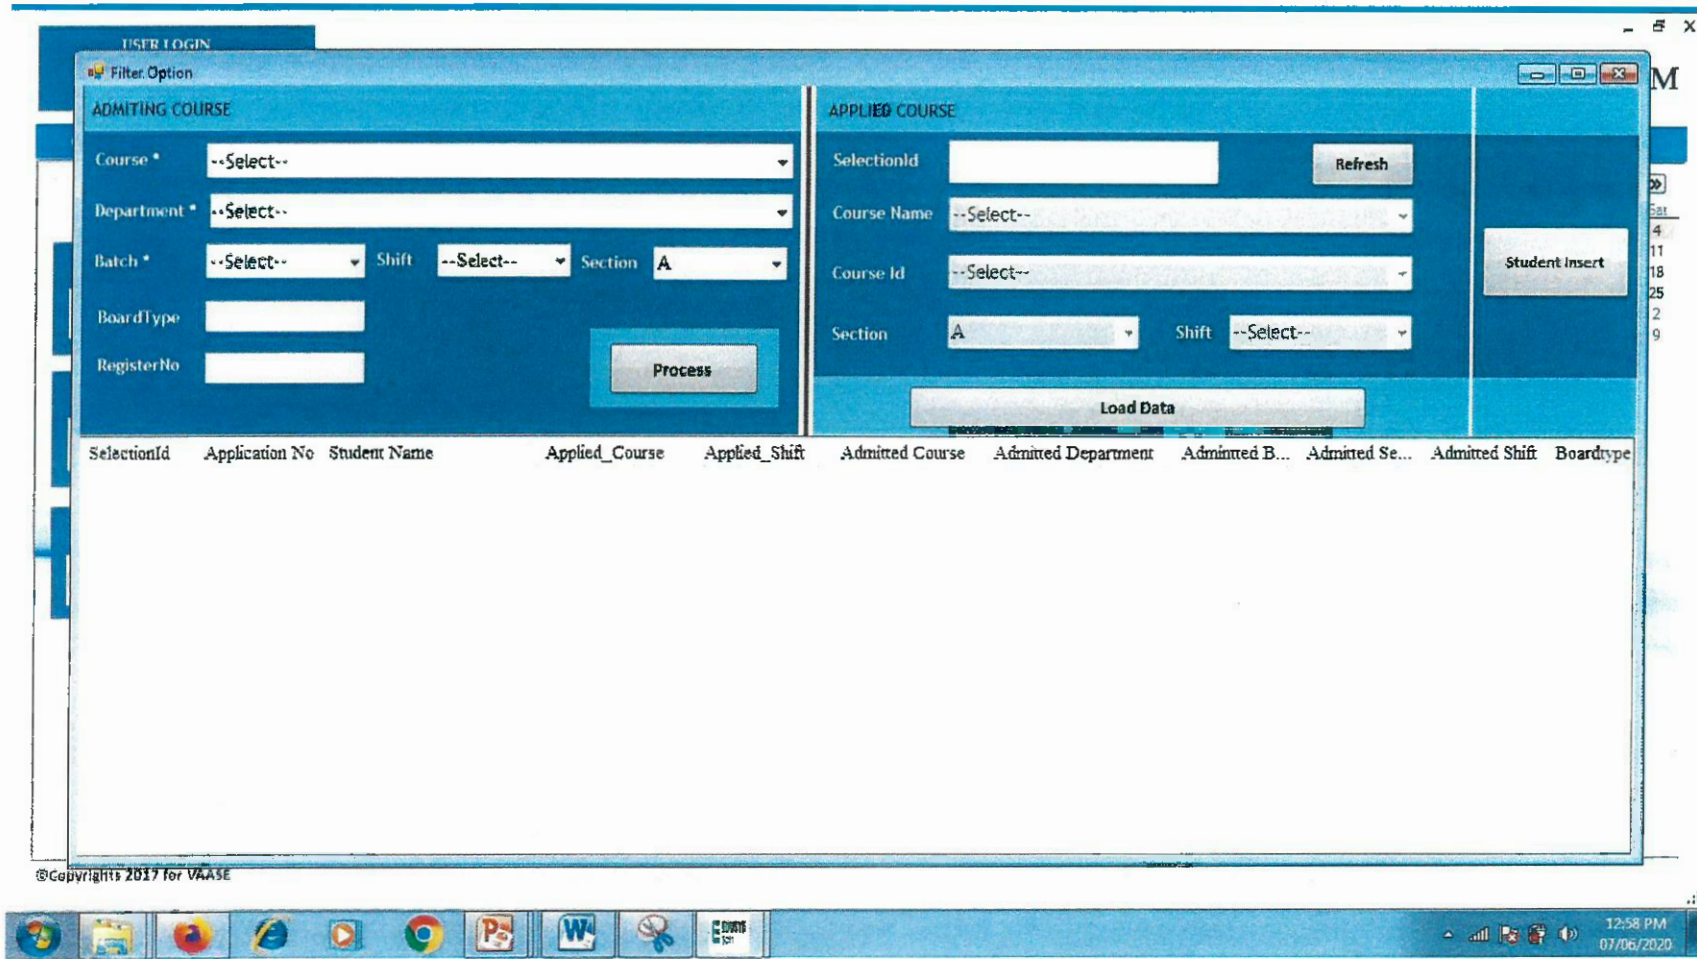 USER LOGIN
Filter Option
M
ADMITING COURSE
Course * --Select--
Department * --Select--
Batch * --Select-- Shift --Select-- Section A
BoardType
RegisterNo
Process
APPLIED COURSE
SelectionId Refresh
Course Name --Select--
Course Id --Select--
Section A Shift --Select--
Load Data
Student Insert
Sat
4
11
18
25
2
9
SelectionId Application No Student Name Applied_Course Applied_Shift Admitted Course Admitted Department Admintted B... Admitted Se... Admitted Shift Boardtype
©Copyrights 2017 for VAASE
12:58 PM
07/06/2020